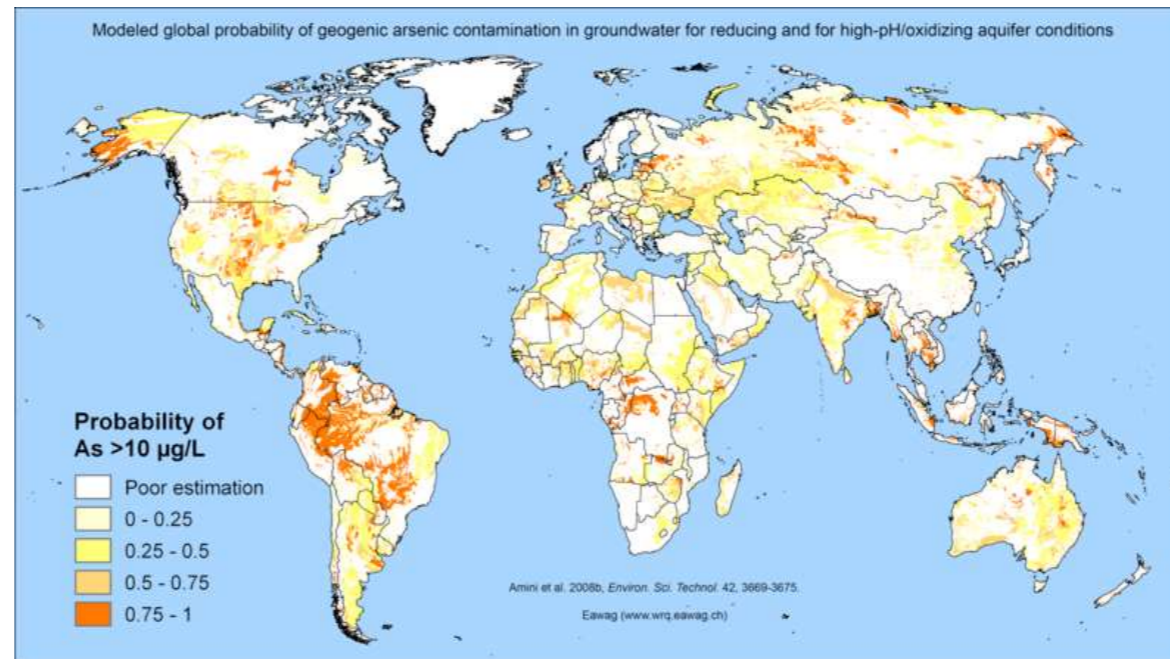 Modeled global probability of geogenic arsenic contamination in groundwater for reducing and for high-pH/oxidizing aquifer conditions
Probability of
As >10 µg/L
Poor estimation
0 - 0.25
0.25 - 0.5
0.5 - 0.75
0.75 - 1
Amini et al. 2008b, Environ. Sci. Technol. 42, 3669-3675.
Eawag (www.wrq.eawag.ch)